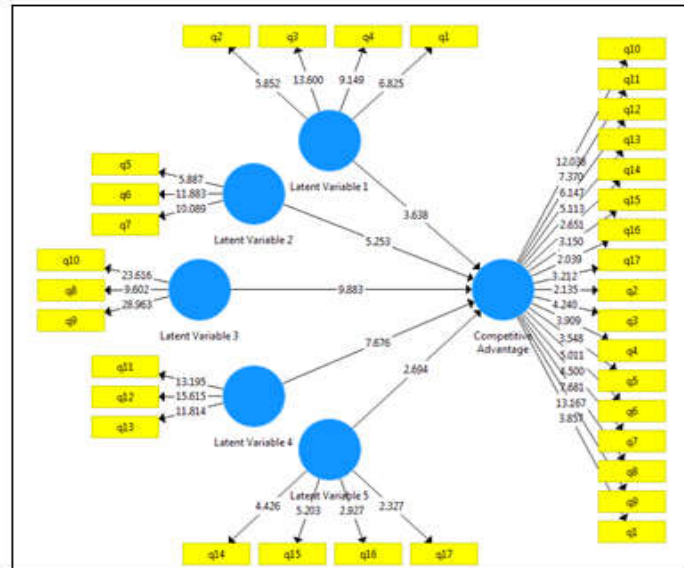 q2 q3 q4 q1
5.852 13.600 9.149 6.825
Latent Variable 1
q5
q6
q7
5.887
11.883
10.089
Latent Variable 2
q10
q8
q9
23.616
9.602
28.963
Latent Variable 3
q11
q12
q13
13.195
15.615
11.814
Latent Variable 4
Latent Variable 5
4.426 5.203 2.927 2.327
q14 q15 q16 q17
3.638
5.253
9.883
7.676
2.694
Competitive
Advantage
12.038
7.370
6.147
5.113
2.651
3.150
2.039
3.212
2.135
4.240
3.909
3.548
5.011
4.500
7.681
13.167
3.857
q10
q11
q12
q13
q14
q15
q16
q17
q2
q3
q4
q5
q6
q7
q8
q9
q1